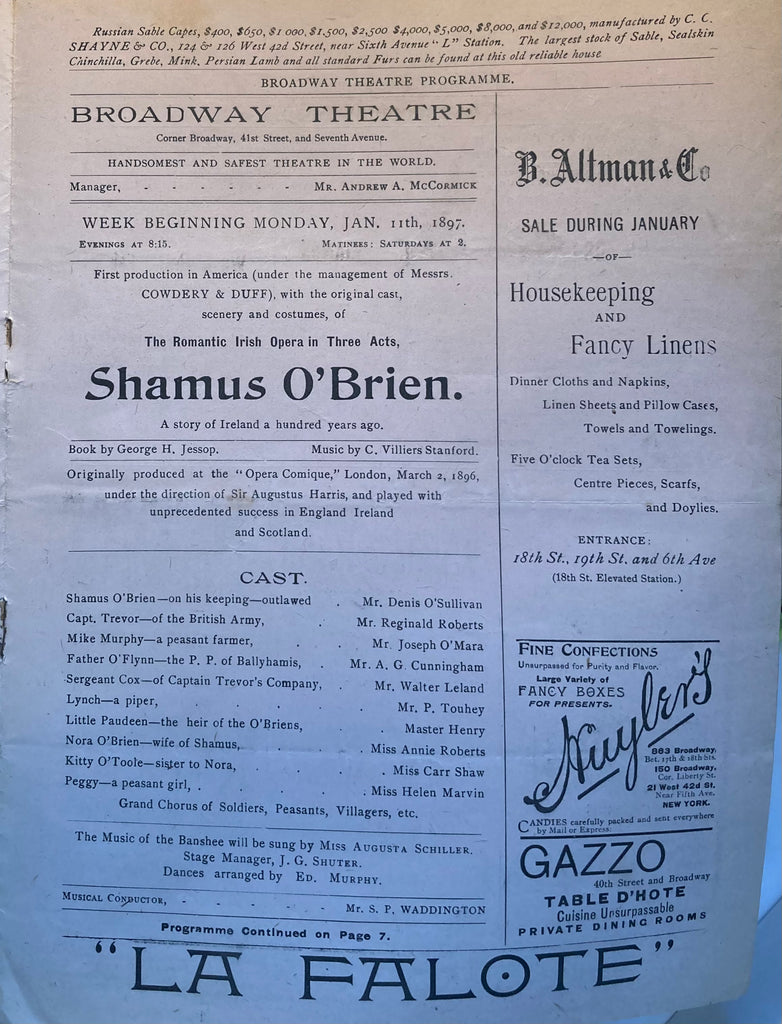 Russian Sable Capes, $400, $650, $1 000, $1,500, $2,500 $4,000, $5,000, $8,000, and $12,000, manufactured by C. C.
SHAYNE & CO., 124 & 126 West 42d Street, near Sixth Avenue "L" Station. The largest stock of Sable, Sealskin
Chinchilla, Grebe, Mink, Persian Lamb and all standard Furs can be found at this old reliable house
BROADWAY THEATRE PROGRAMME.
BROADWAY THEATRE
Corner Broadway, 41st Street, and Seventh Avenue.
HANDSOMEST AND SAFEST THEATRE IN THE WORLD.
Manager, - - - - - - MR. ANDREW A. McCORMICK
WEEK BEGINNING MONDAY, JAN. 11th, 1897.
EVENINGS AT 8:15. MATINEES: SATURDAYS AT 2.
First production in America (under the management of Messrs.
COWDERY & DUFF), with the original cast,
scenery and costumes, of
The Romantic Irish Opera in Three Acts,
Shamus O'Brien.
A story of Ireland a hundred years ago.
Book by George H. Jessop. Music by C. Villiers Stanford.
Originally produced at the "Opera Comique," London, March 2, 1896,
under the direction of Sir Augustus Harris, and played with
unprecedented success in England Ireland
and Scotland.
CAST.
Shamus O'Brien—on his keeping—outlawed . Mr. Denis O'Sullivan
Capt. Trevor—of the British Army, . Mr. Reginald Roberts
Mike Murphy—a peasant farmer, . . Mr. Joseph O'Mara
Father O'Flynn—the P. P. of Ballyhamis, . Mr. A. G. Cunningham
Sergeant Cox—of Captain Trevor's Company, . Mr. Walter Leland
Lynch—a piper, . . . . Mr. P. Touhey
Little Paudeen—the heir of the O'Briens, . Master Henry
Nora O'Brien—wife of Shamus, . . Miss Annie Roberts
Kitty O'Toole—sister to Nora, . . Miss Carr Shaw
Peggy—a peasant girl, . . . Miss Helen Marvin
Grand Chorus of Soldiers, Peasants, Villagers, etc.
The Music of the Banshee will be sung by MISS AUGUSTA SCHILLER.
Stage Manager, J. G. SHUTER.
Dances arranged by ED. MURPHY.
MUSICAL CONDUCTOR, - - - - - MR. S. P. WADDINGTON
Programme Continued on Page 7.
B. Altman & Co
SALE DURING JANUARY
—OF—
Housekeeping
AND
Fancy Linens
Dinner Cloths and Napkins,
Linen Sheets and Pillow Cases,
Towels and Towelings.
Five O'clock Tea Sets,
Centre Pieces, Scarfs,
and Doylies.
ENTRANCE:
18th St., 19th St. and 6th Ave
(18th St. Elevated Station.)
FINE CONFECTIONS
Unsurpassed for Purity and Flavor.
Large Variety of
FANCY BOXES
FOR PRESENTS.
Huyler's
863 Broadway,
Bet. 17th & 18th Sts.
150 Broadway,
Cor. Liberty St.
21 West 42d St.
Near Fifth Ave.
NEW YORK.
CANDIES carefully packed and sent everywhere
by Mail or Express.
GAZZO
40th Street and Broadway
TABLE D'HOTE
Cuisine Unsurpassable
PRIVATE DINING ROOMS
"LA FALOTE"